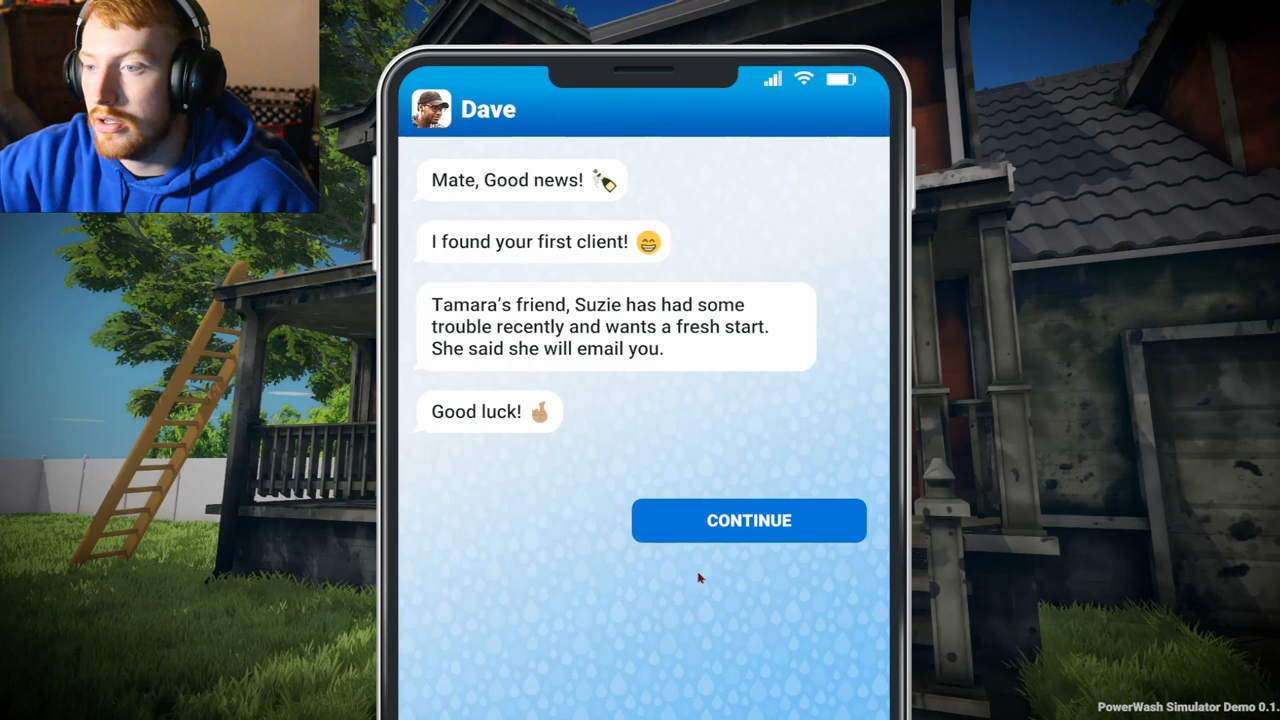 Dave
Mate, Good news! 🍾
I found your first client! 😄
Tamara’s friend, Suzie has had some
trouble recently and wants a fresh start.
She said she will email you.
Good luck! 🤞🏼
CONTINUE
PowerWash Simulator Demo 0.1.